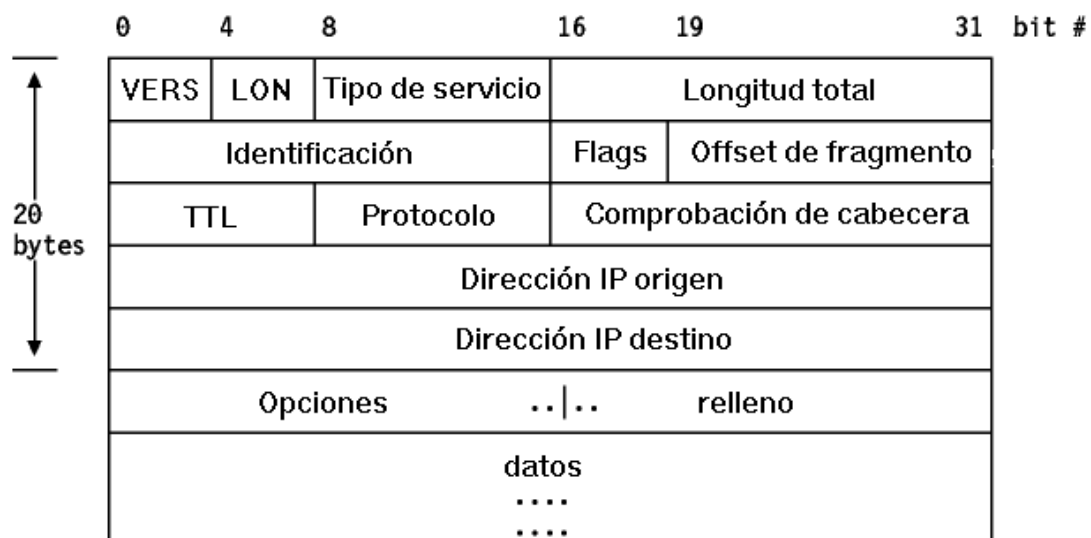 0 4 8 16 19 31 bit #
VERS LON Tipo de servicio Longitud total
Identificación Flags Offset de fragmento
20
bytes
TTL Protocolo Comprobación de cabecera
Dirección IP origen
Dirección IP destino
Opciones ..|.. relleno
datos
....
....